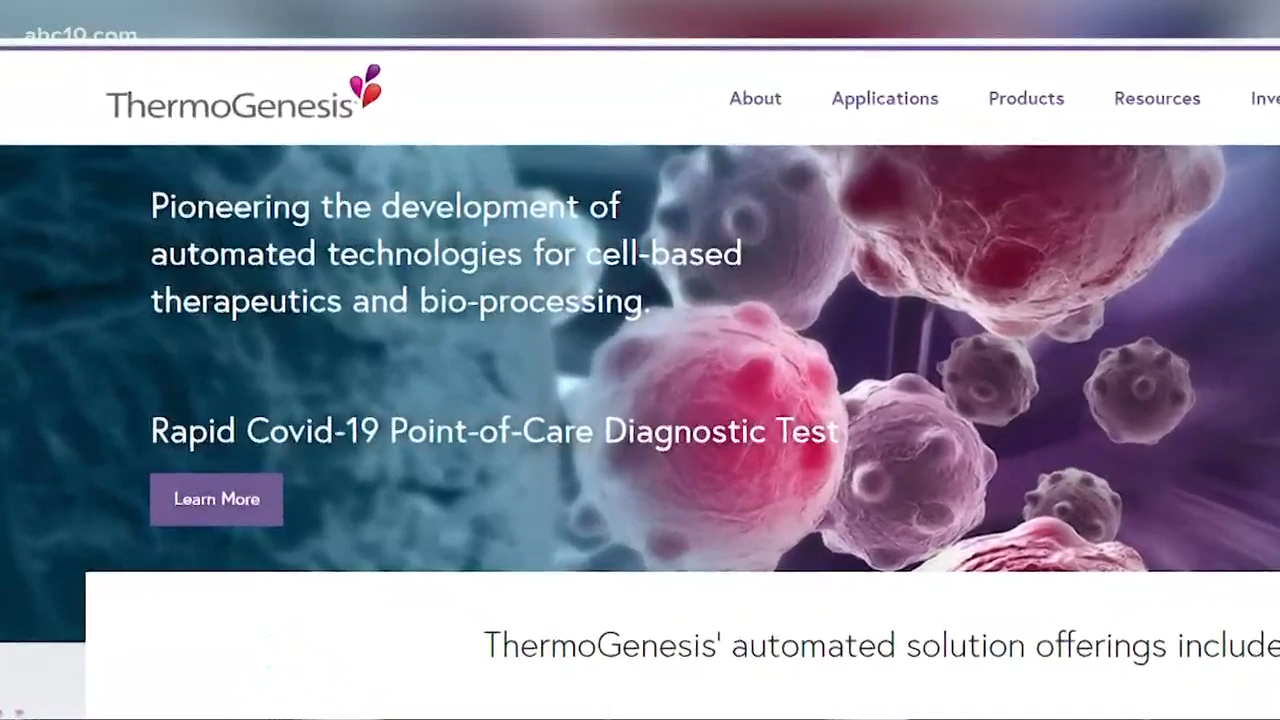 abc10.com
ThermoGenesis
About Applications Products Resources
Pioneering the development of
automated technologies for cell-based
therapeutics and bio-processing.
Rapid Covid-19 Point-of-Care Diagnostic Test
Learn More
ThermoGenesis' automated solution offerings include